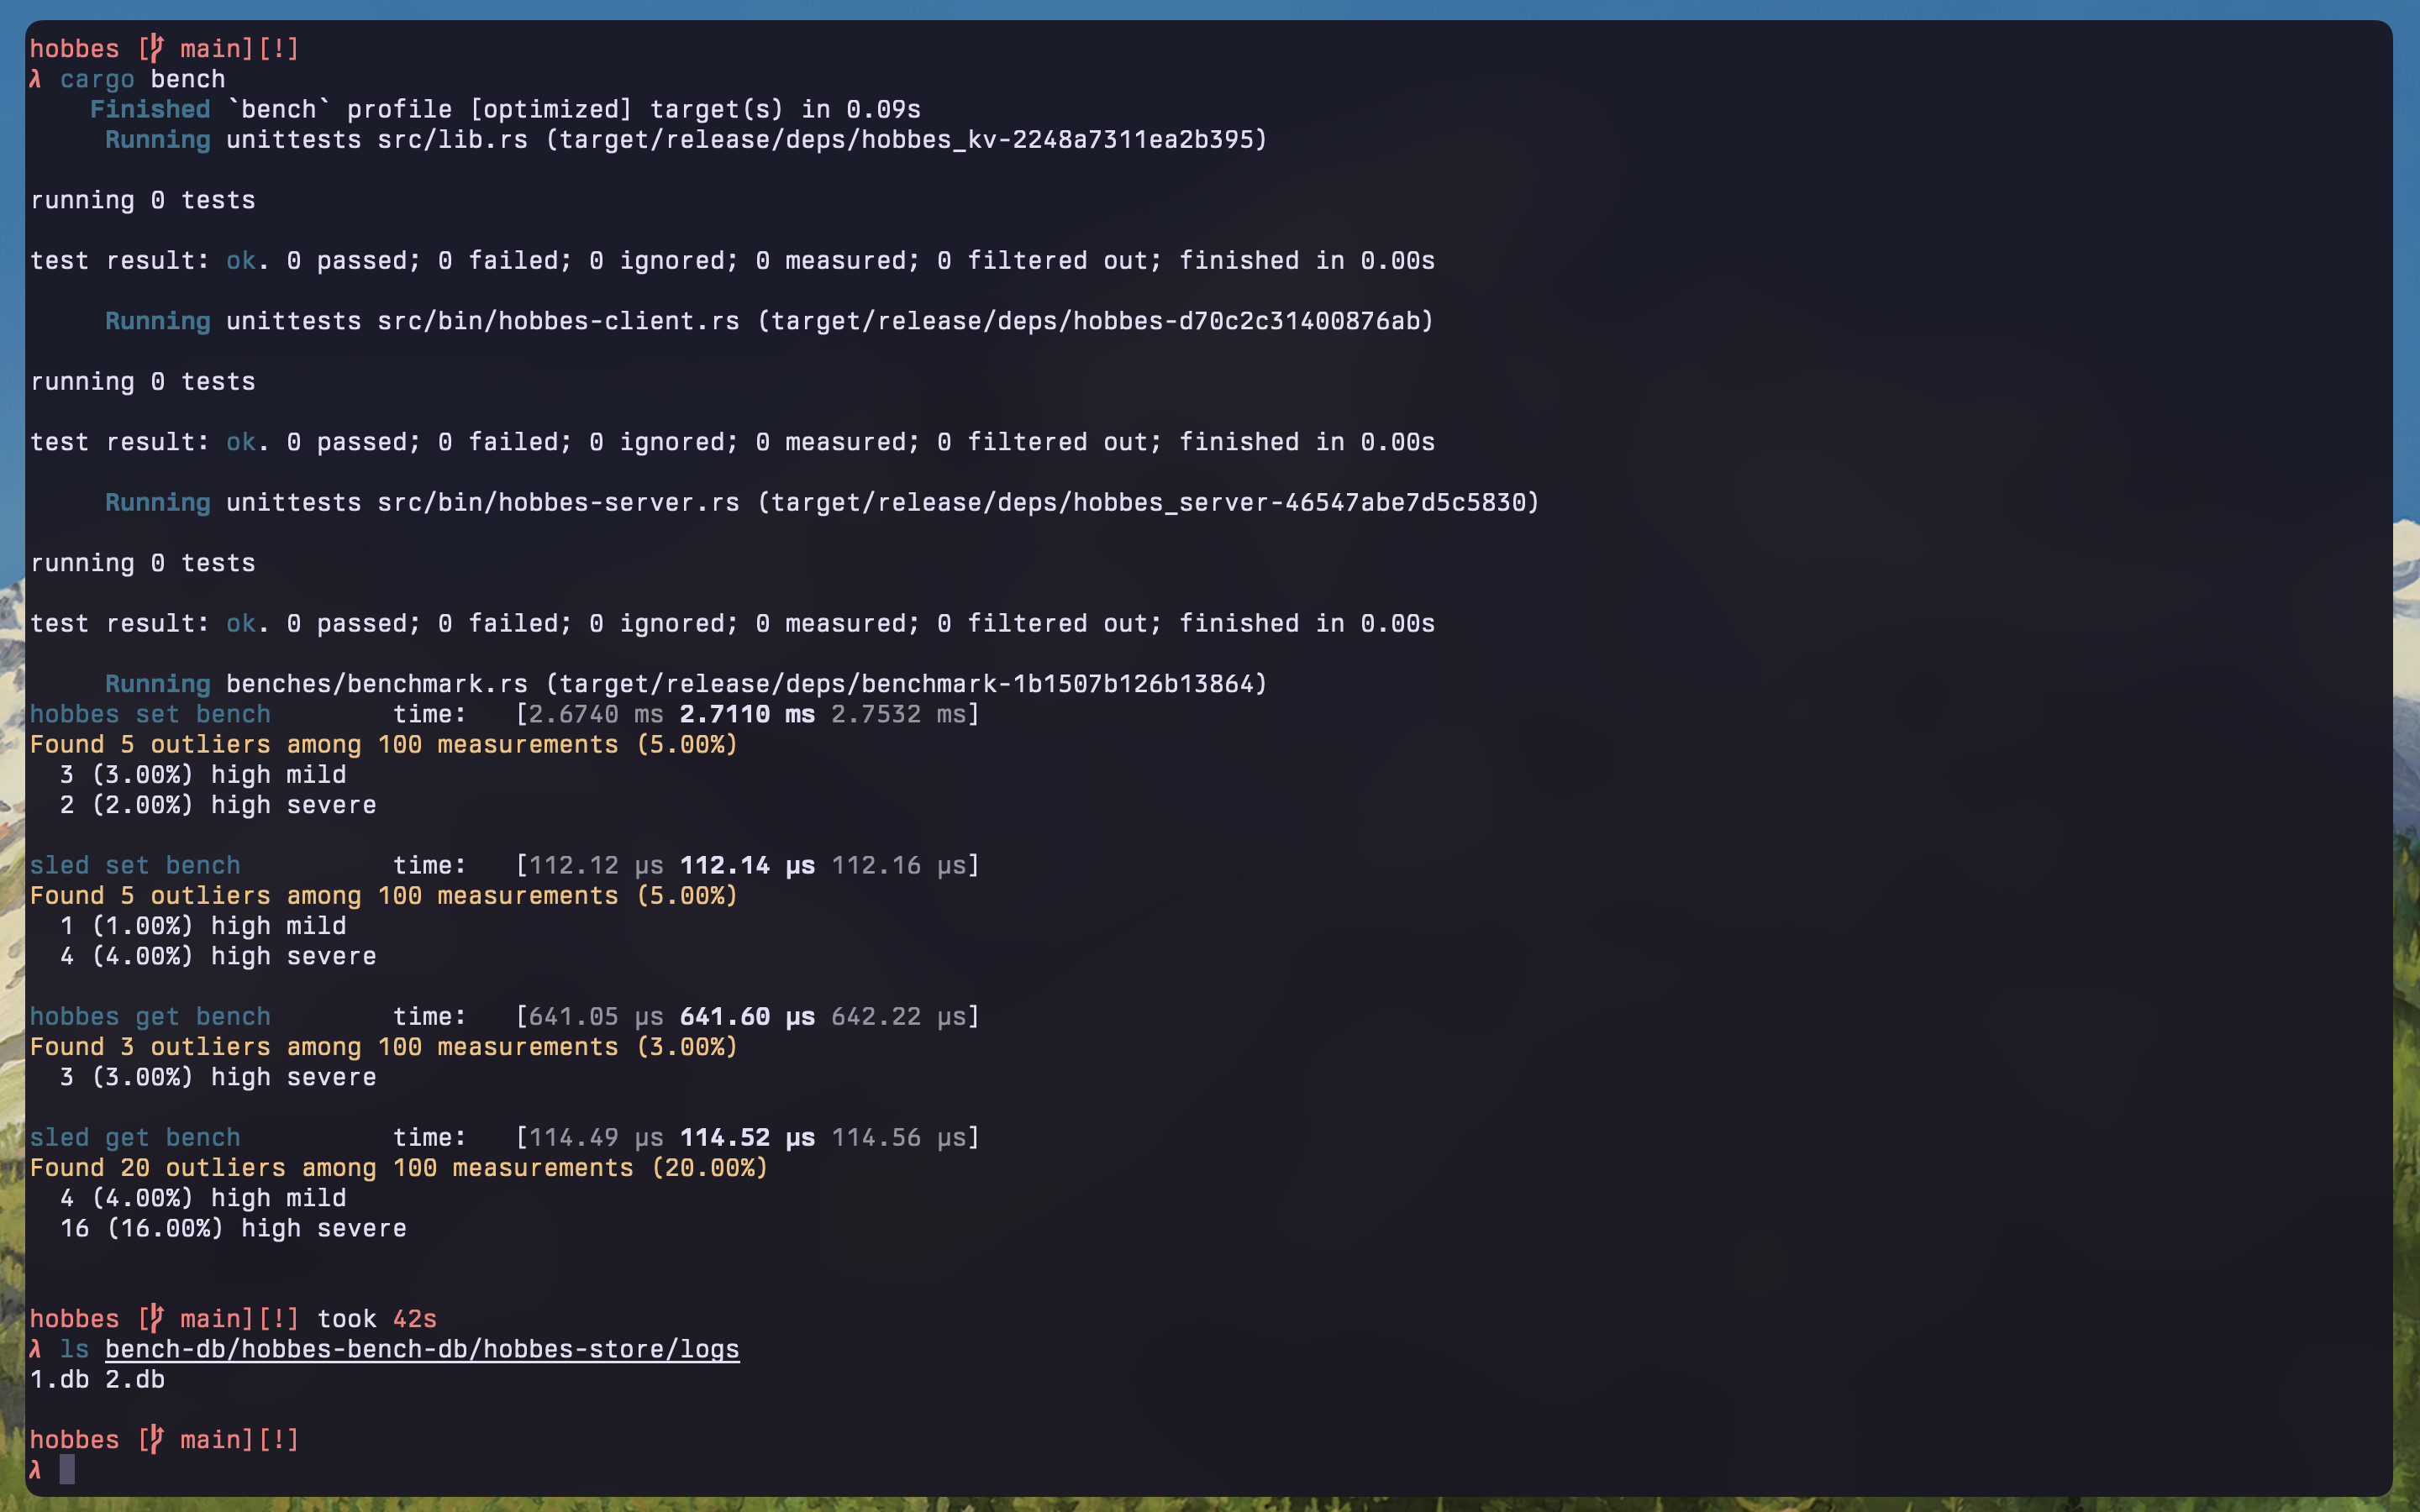 hobbes [ main][!]
λ cargo bench
    Finished `bench` profile [optimized] target(s) in 0.09s
     Running unittests src/lib.rs (target/release/deps/hobbes_kv-2248a7311ea2b395)
running 0 tests
test result: ok. 0 passed; 0 failed; 0 ignored; 0 measured; 0 filtered out; finished in 0.00s
     Running unittests src/bin/hobbes-client.rs (target/release/deps/hobbes-d70c2c31400876ab)
running 0 tests
test result: ok. 0 passed; 0 failed; 0 ignored; 0 measured; 0 filtered out; finished in 0.00s
     Running unittests src/bin/hobbes-server.rs (target/release/deps/hobbes_server-46547abe7d5c5830)
running 0 tests
test result: ok. 0 passed; 0 failed; 0 ignored; 0 measured; 0 filtered out; finished in 0.00s
     Running benches/benchmark.rs (target/release/deps/benchmark-1b1507b126b13864)
hobbes set bench        time:   [2.6740 ms 2.7110 ms 2.7532 ms]
Found 5 outliers among 100 measurements (5.00%)
  3 (3.00%) high mild
  2 (2.00%) high severe
sled set bench          time:   [112.12 µs 112.14 µs 112.16 µs]
Found 5 outliers among 100 measurements (5.00%)
  1 (1.00%) high mild
  4 (4.00%) high severe
hobbes get bench        time:   [641.05 µs 641.60 µs 642.22 µs]
Found 3 outliers among 100 measurements (3.00%)
  3 (3.00%) high severe
sled get bench          time:   [114.49 µs 114.52 µs 114.56 µs]
Found 20 outliers among 100 measurements (20.00%)
  4 (4.00%) high mild
  16 (16.00%) high severe
hobbes [ main][!] took 42s
λ ls bench-db/hobbes-bench-db/hobbes-store/logs
1.db 2.db
hobbes [ main][!]
λ